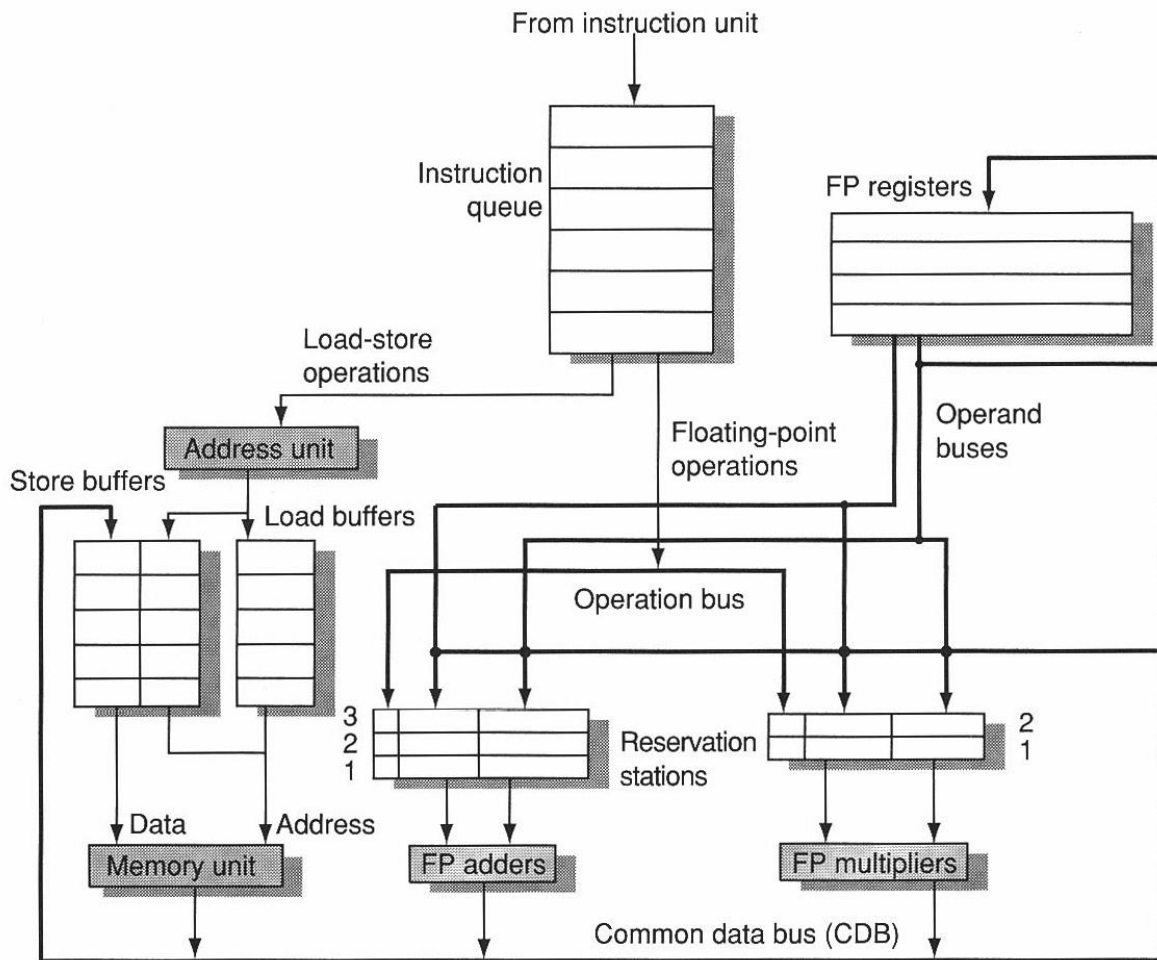 From instruction unit
Instruction
queue
FP registers
Load-store
operations
Address unit
Floating-point
operations
Operand
buses
Store buffers
Load buffers
Operation bus
3
2
1
Reservation
stations
2
1
Data
Address
Memory unit
FP adders
FP multipliers
Common data bus (CDB)